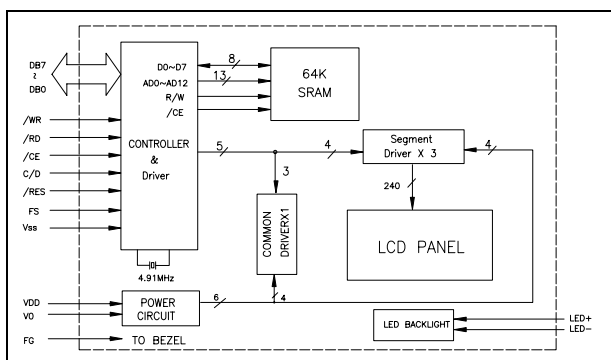 DB7
~
DB0
/WR
/RD
/CE
C/D
/RES
FS
Vss
VDD
V0
FG
D0~D7
AD0~AD12
R/W
/CE
CONTROLLER
&
Driver
4.91MHz
8
13
64K
SRAM
5
4
3
Segment
Driver X 3
4
240
COMMON
DRIVERX1
LCD PANEL
POWER
CIRCUIT
6
4
TO BEZEL
LED BACKLIGHT
LED+
LED-